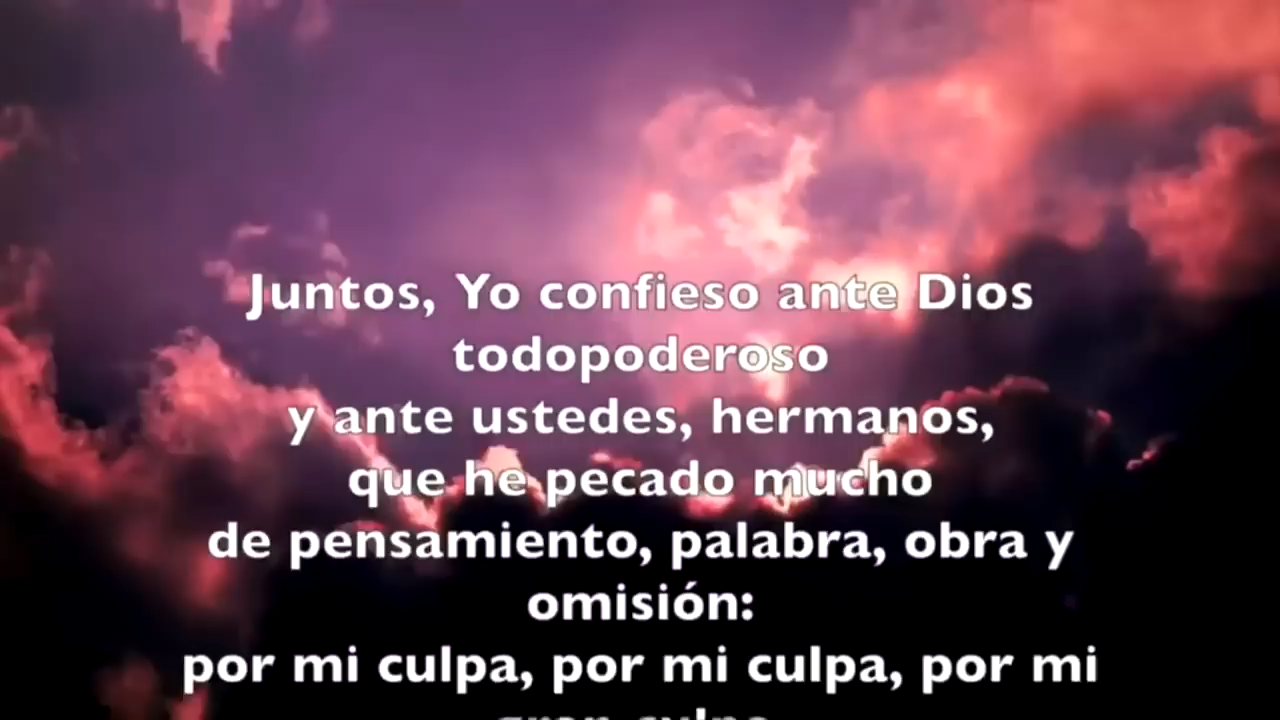 Juntos, Yo confieso ante Dios
todopoderoso
y ante ustedes, hermanos,
que he pecado mucho
de pensamiento, palabra, obra y
omisión:
por mi culpa, por mi culpa, por mi